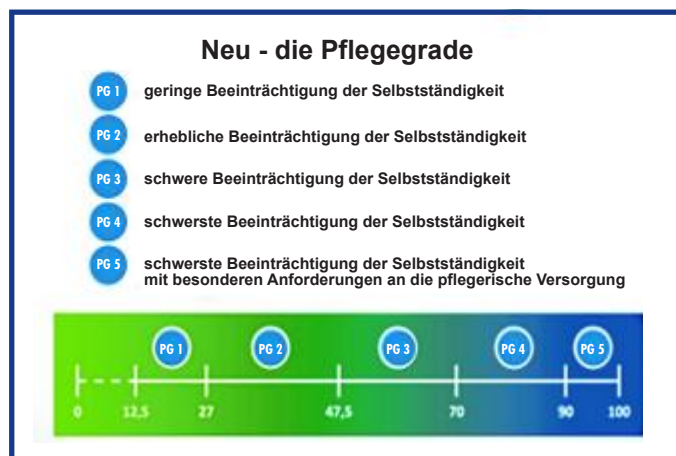 Neu - die Pflegegrade
PG 1 geringe Beeinträchtigung der Selbstständigkeit
PG 2 erhebliche Beeinträchtigung der Selbstständigkeit
PG 3 schwere Beeinträchtigung der Selbstständigkeit
PG 4 schwerste Beeinträchtigung der Selbstständigkeit
PG 5 schwerste Beeinträchtigung der Selbstständigkeit
mit besonderen Anforderungen an die pflegerische Versorgung
PG 1 PG 2 PG 3 PG 4 PG 5
0 12,5 27 47,5 70 90 100